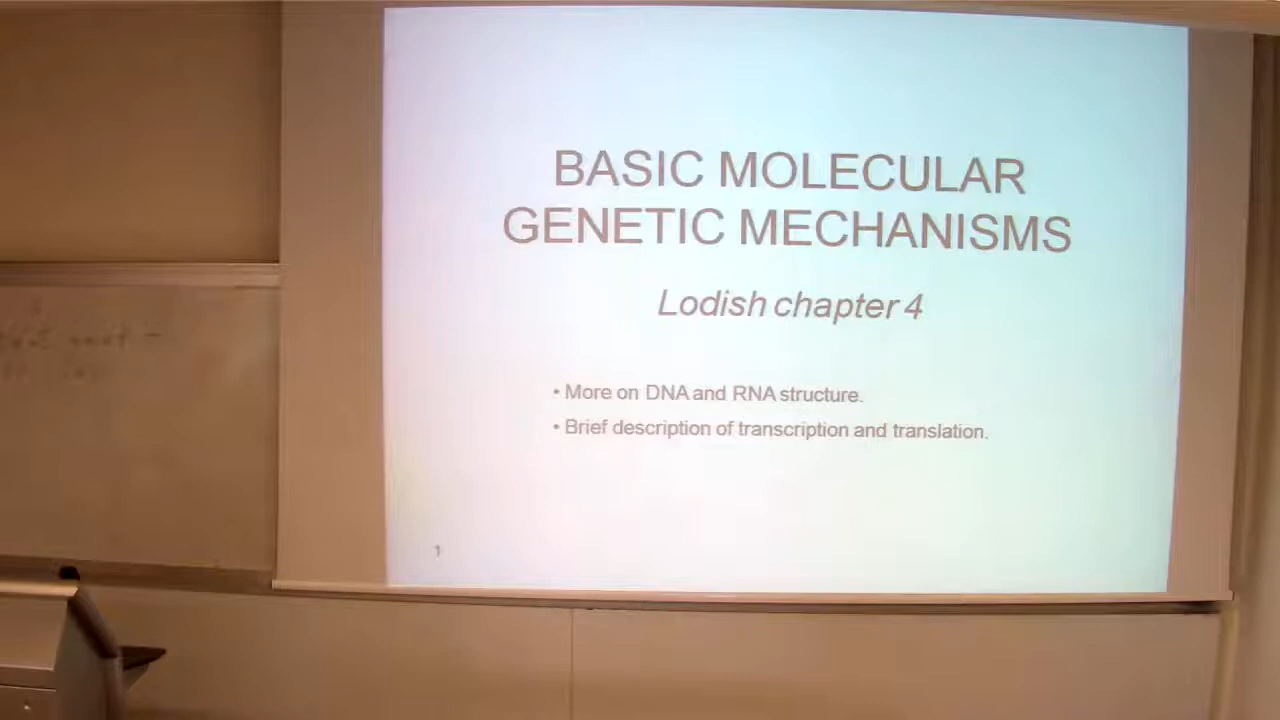 BASIC MOLECULAR
GENETIC MECHANISMS
Lodish chapter 4
• More on DNA and RNA structure.
• Brief description of transcription and translation.
1